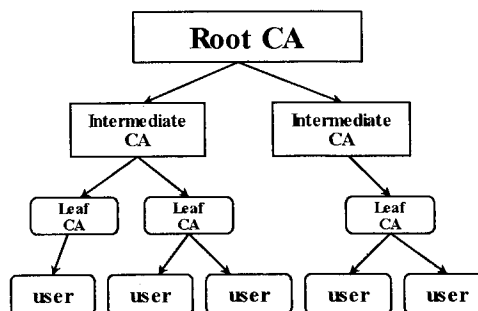 Root CA
Intermediate
CA
Intermediate
CA
Leaf
CA
Leaf
CA
Leaf
CA
user
user
user
user
user